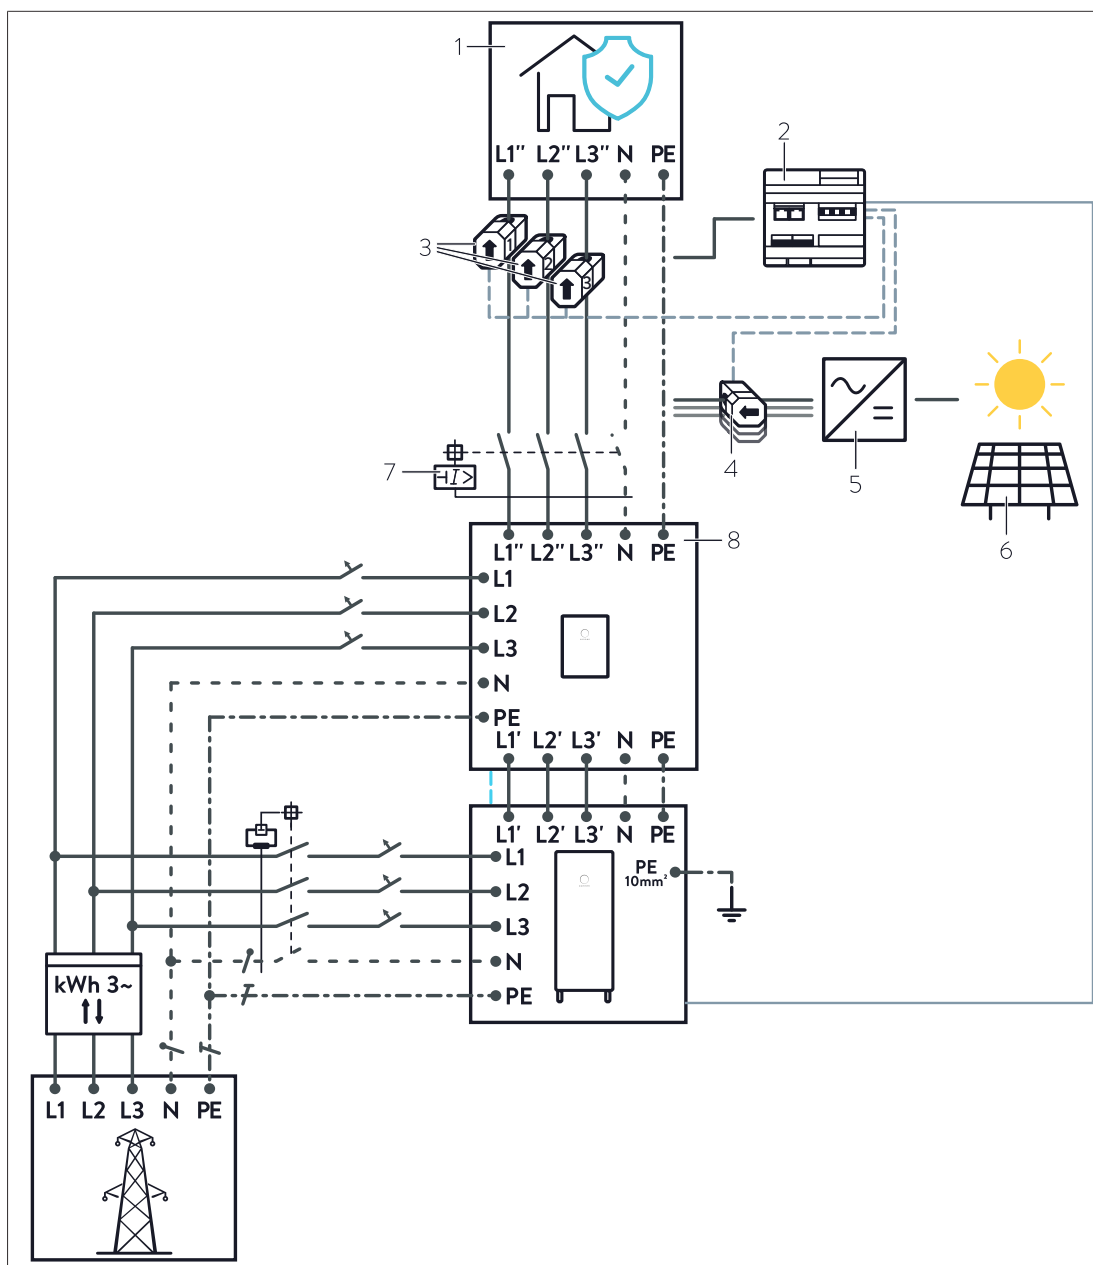 1
L1'' L2'' L3'' N PE
2
3
1
2
3
4
5
6
7
I >
8
L1'' L2'' L3'' N PE
L1
L2
L3
N
PE
L1' L2' L3' N PE
L1' L2' L3' N PE
L1
PE
10mm²
L2
L3
N
PE
kWh 3~
L1 L2 L3 N PE